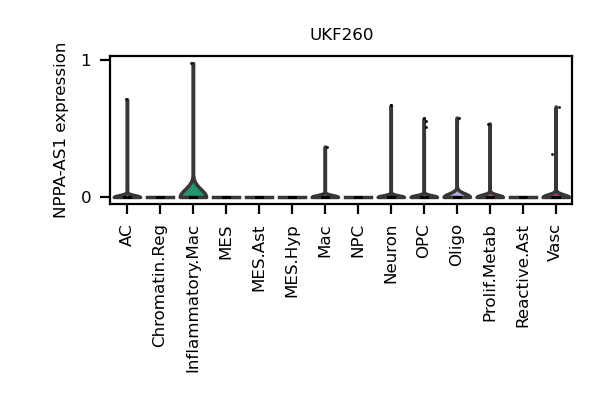 UKF260
NPPA-AS1 expression
1
0
AC
Chromatin.Reg
Inflammatory.Mac
MES
MES.Ast
MES.Hyp
Mac
NPC
Neuron
OPC
Oligo
Prolif.Metab
Reactive.Ast
Vasc